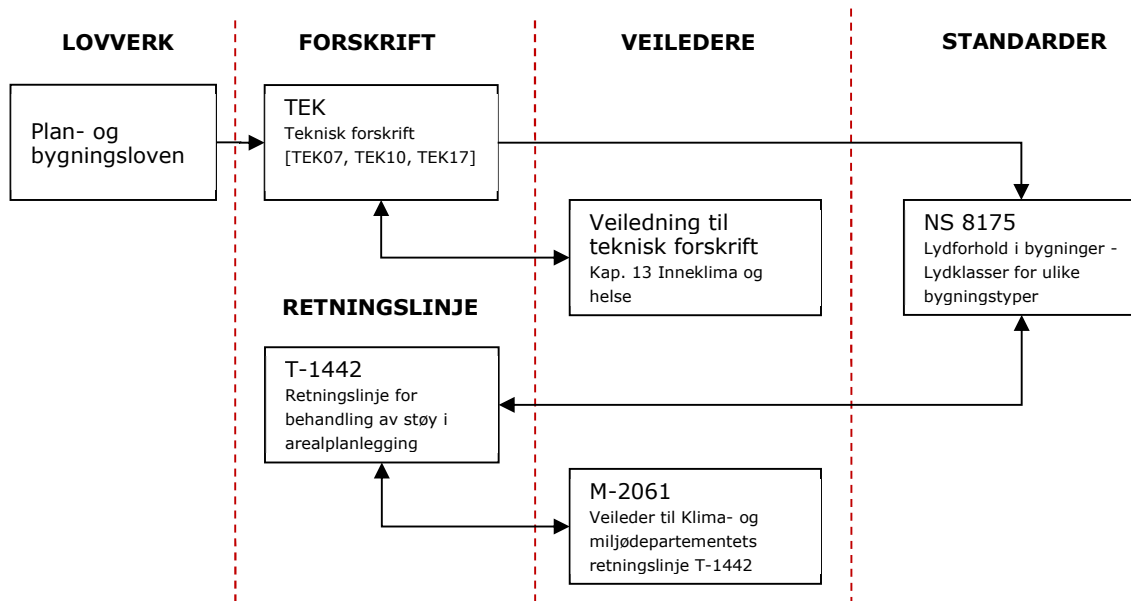 LOVVERK
FORSKRIFT
VEILEDERE
STANDARDER
Plan- og
bygningsloven
TEK
Teknisk forskrift
[TEK07, TEK10, TEK17]
Veiledning til
teknisk forskrift
Kap. 13 Inneklima og
helse
NS 8175
Lydforhold i bygninger -
Lydklasser for ulike
bygningstyper
RETNINGSLINJE
T-1442
Retningslinje for
behandling av støy i
arealplanlegging
M-2061
Veileder til Klima- og
miljødepartementets
retningslinje T-1442